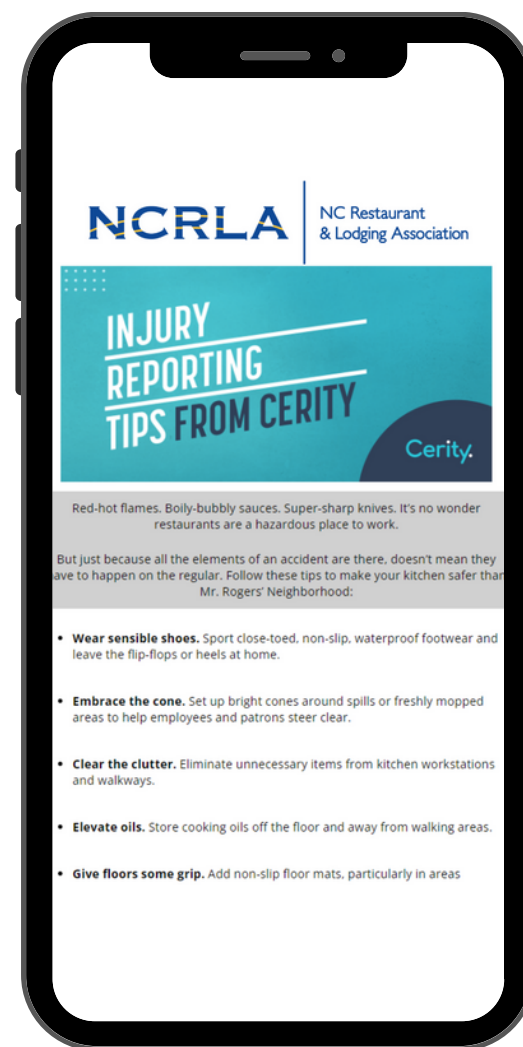 NCRLA
NC Restaurant
& Lodging Association
INJURY
REPORTING
TIPS FROM CERITY
Cerity.
Red-hot flames. Boily-bubbly sauces. Super-sharp knives. It's no wonder
restaurants are a hazardous place to work.
But just because all the elements of an accident are there, doesn't mean they
ave to happen on the regular. Follow these tips to make your kitchen safer than
Mr. Rogers' Neighborhood:
• Wear sensible shoes. Sport close-toed, non-slip, waterproof footwear and
leave the flip-flops or heels at home.
• Embrace the cone. Set up bright cones around spills or freshly mopped
areas to help employees and patrons steer clear.
• Clear the clutter. Eliminate unnecessary items from kitchen workstations
and walkways.
• Elevate oils. Store cooking oils off the floor and away from walking areas.
• Give floors some grip. Add non-slip floor mats, particularly in areas